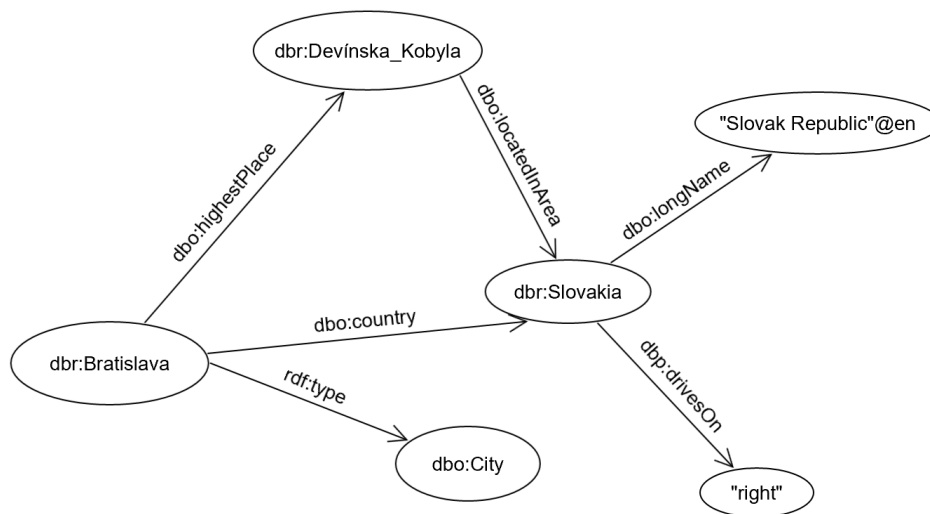 dbr:Devínska_Kobyla
dbo:locatedInArea
"Slovak Republic"@en
dbo:highestPlace
dbo:longName
dbr:Slovakia
dbo:country
dbr:Bratislava
rdf:type
dbp:drivesOn
dbo:City
"right"